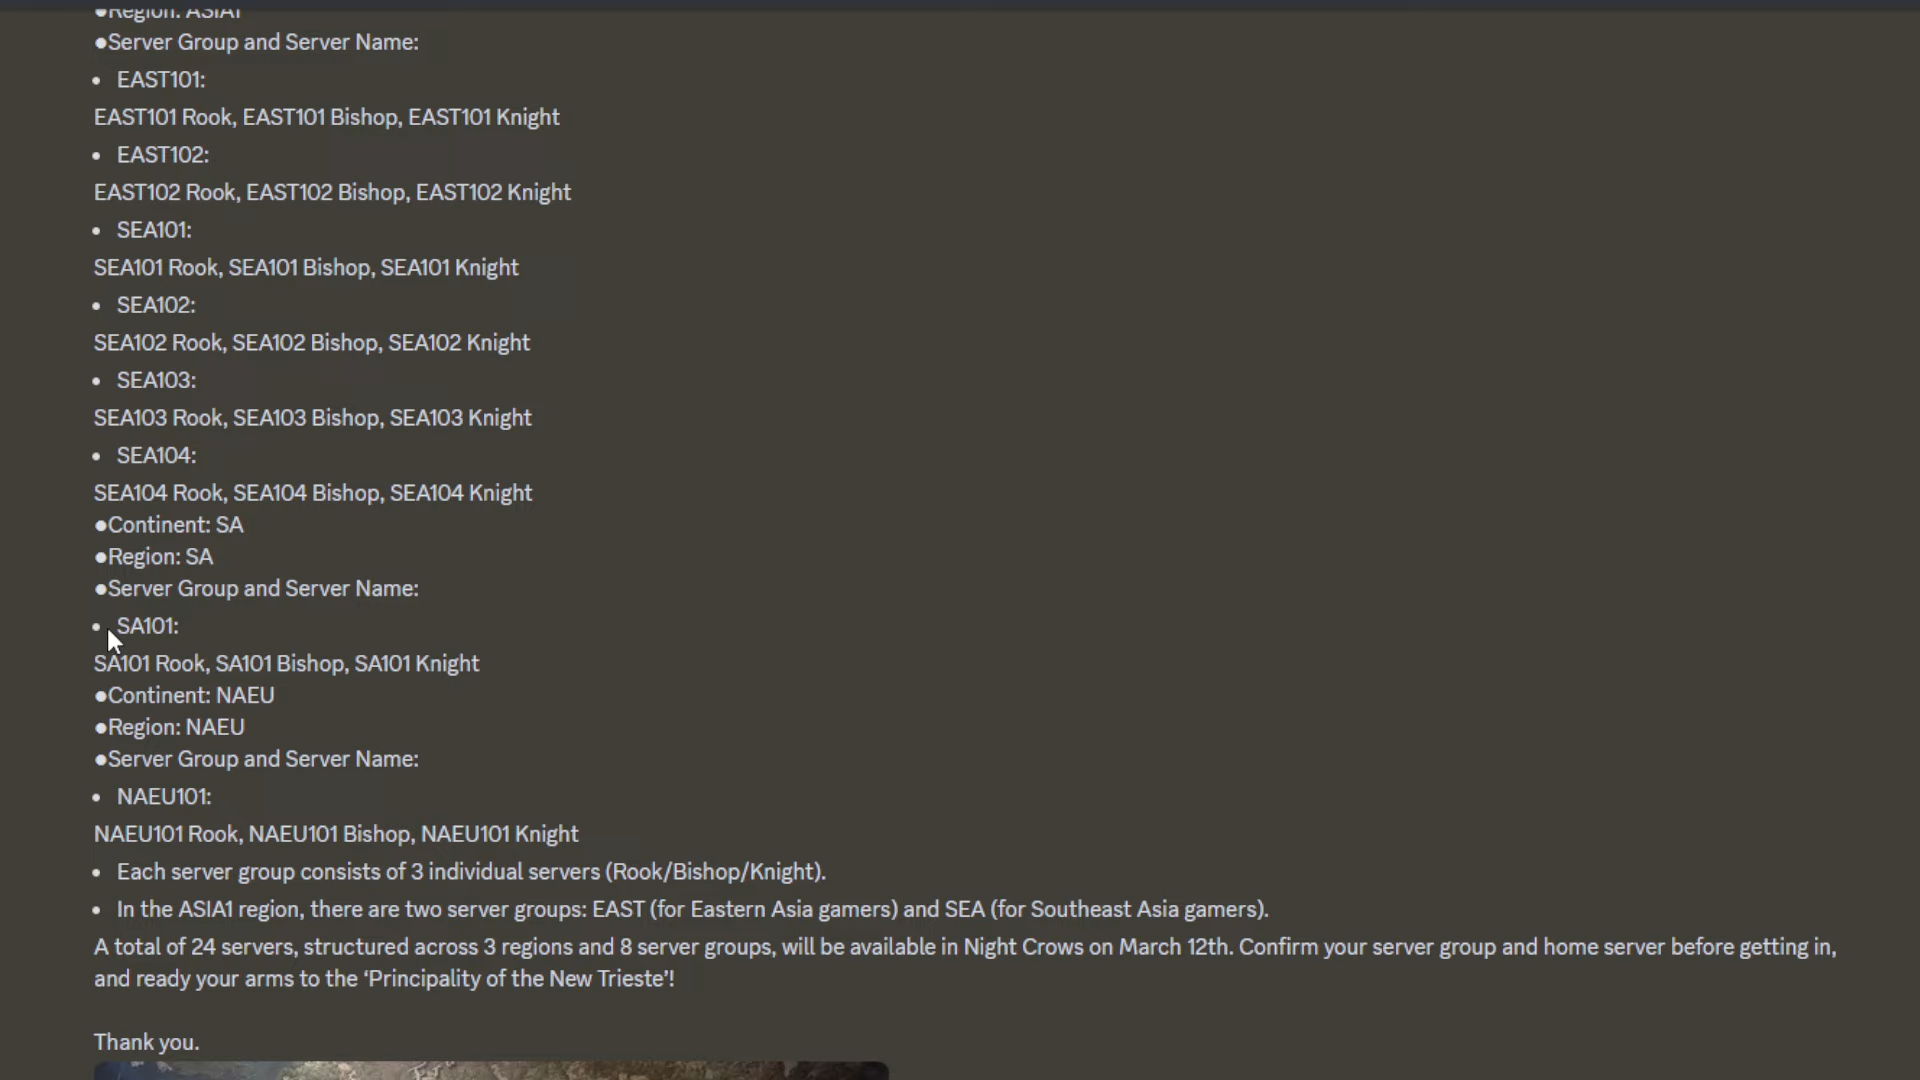 ●Region: ASIA1
●Server Group and Server Name:
• EAST101:
EAST101 Rook, EAST101 Bishop, EAST101 Knight
• EAST102:
EAST102 Rook, EAST102 Bishop, EAST102 Knight
• SEA101:
SEA101 Rook, SEA101 Bishop, SEA101 Knight
• SEA102:
SEA102 Rook, SEA102 Bishop, SEA102 Knight
• SEA103:
SEA103 Rook, SEA103 Bishop, SEA103 Knight
• SEA104:
SEA104 Rook, SEA104 Bishop, SEA104 Knight
●Continent: SA
●Region: SA
●Server Group and Server Name:
• SA101:
SA101 Rook, SA101 Bishop, SA101 Knight
●Continent: NAEU
●Region: NAEU
●Server Group and Server Name:
• NAEU101:
NAEU101 Rook, NAEU101 Bishop, NAEU101 Knight
• Each server group consists of 3 individual servers (Rook/Bishop/Knight).
• In the ASIA1 region, there are two server groups: EAST (for Eastern Asia gamers) and SEA (for Southeast Asia gamers).
A total of 24 servers, structured across 3 regions and 8 server groups, will be available in Night Crows on March 12th. Confirm your server group and home server before getting in,
and ready your arms to the ‘Principality of the New Trieste’!
Thank you.